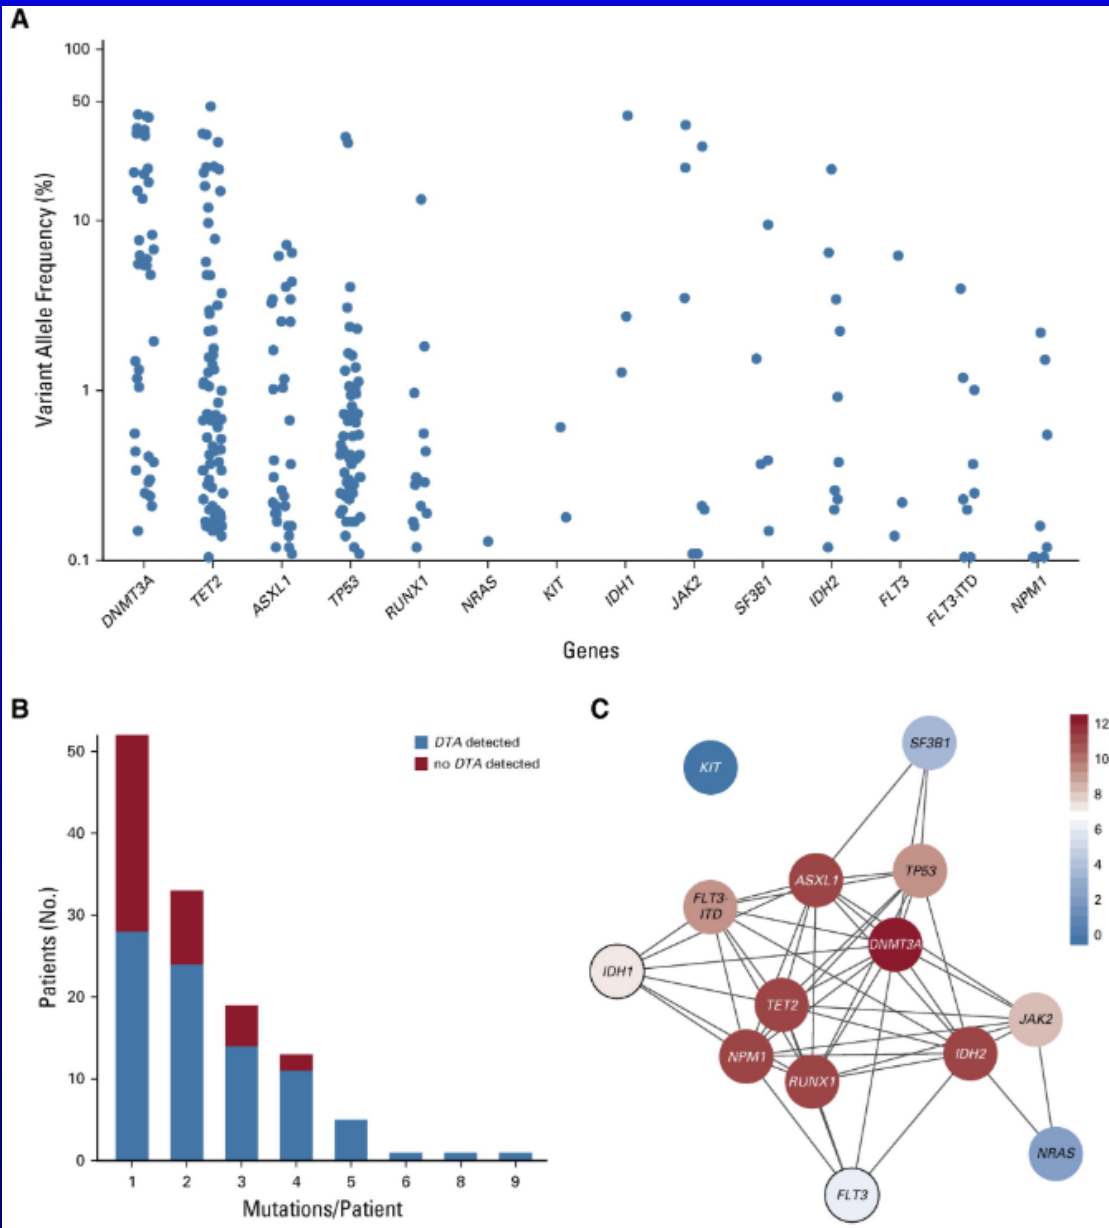 A
Variant Allele Frequency (%)
100
50
10
1
0.1
DNMT3A
TET2
ASXL1
TP53
RUNX1
NRAS
KIT
IDH1
JAK2
SF3B1
IDH2
FLT3
FLT3-ITD
NPM1
Genes
B
Patients (No.)
50
40
30
20
10
0
DTA detected
no DTA detected
1 2 3 4 5 6 8 9
Mutations/Patient
C
SF3B1
KIT
ASXL1
TP53
FLT3-
ITD
DNMT3A
IDH1
TET2
JAK2
NPM1
IDH2
RUNX1
NRAS
FLT3
12
10
8
6
4
2
0